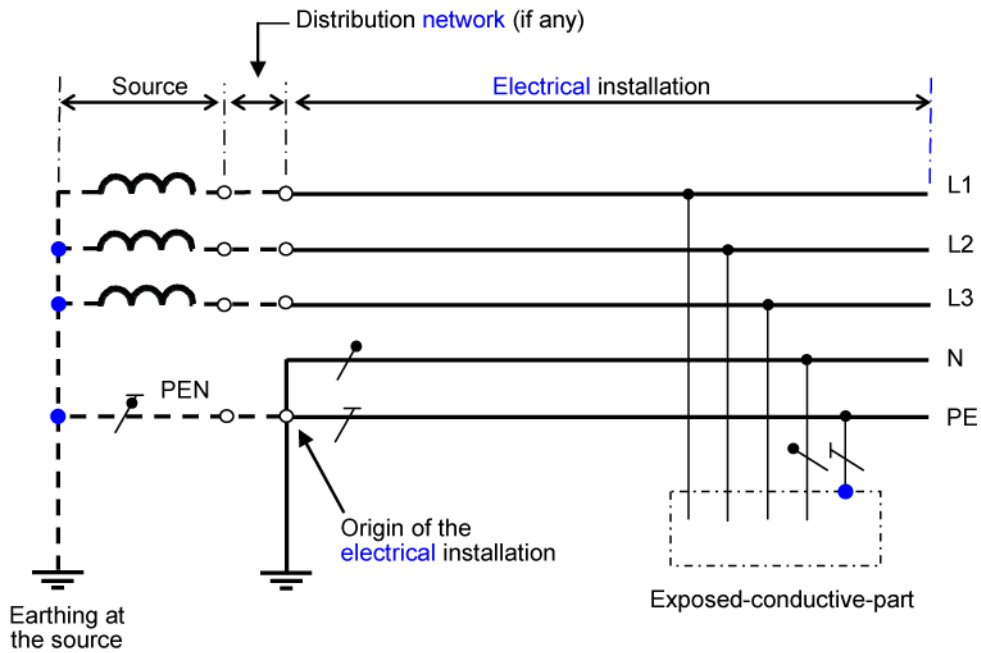 Distribution network (if any)
Source
Electrical installation
L1
L2
L3
N
PEN
PE
Origin of the
electrical installation
Exposed-conductive-part
Earthing at
the source